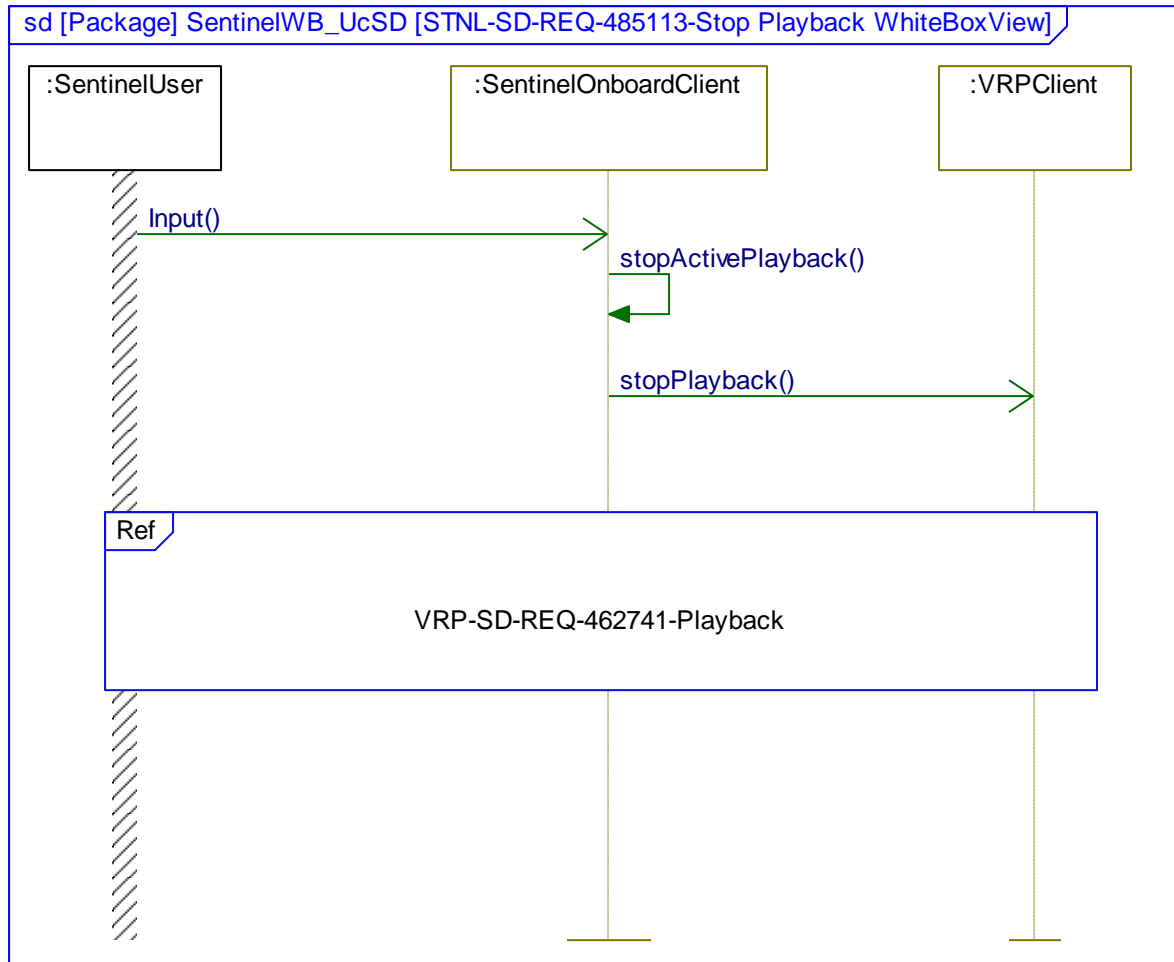 sd [Package] SentinelWB_UcSD [STNL-SD-REQ-485113-Stop Playback WhiteBoxView]
:SentinelUser
:SentinelOnboardClient
:VRPClient
Input()
stopActivePlayback()
stopPlayback()
Ref
VRP-SD-REQ-462741-Playback